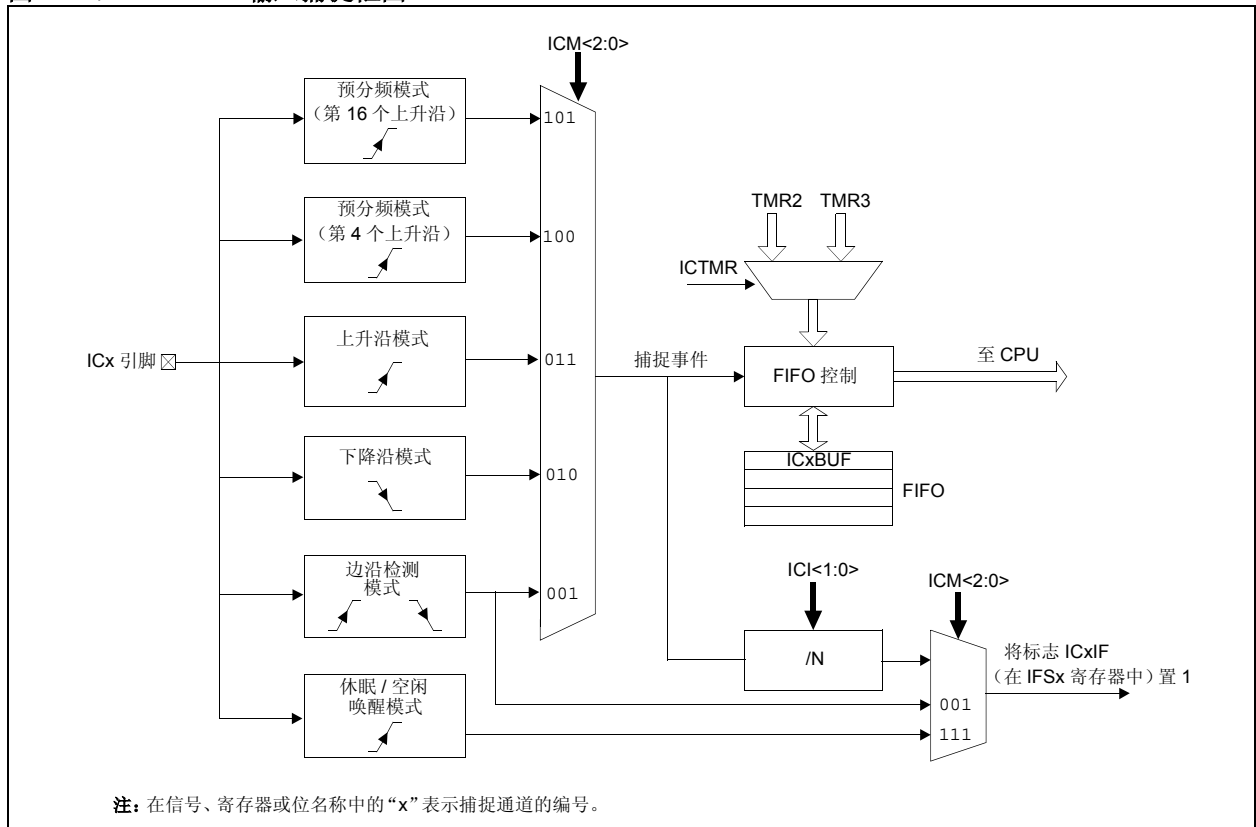 ICM<2:0>
预分频模式
（第 16 个上升沿）
101
预分频模式
（第 4 个上升沿）
100
TMR2 TMR3
ICTMR
上升沿模式
011
ICx 引脚
捕捉事件
FIFO 控制
至 CPU
下降沿模式
010
ICxBUF
FIFO
边沿检测
模式
001
ICI<1:0>
ICM<2:0>
/N
将标志 ICxIF
（在 IFSx 寄存器中）置 1
休眠 / 空闲
唤醒模式
001
111
注: 在信号、寄存器或位名称中的“x”表示捕捉通道的编号。